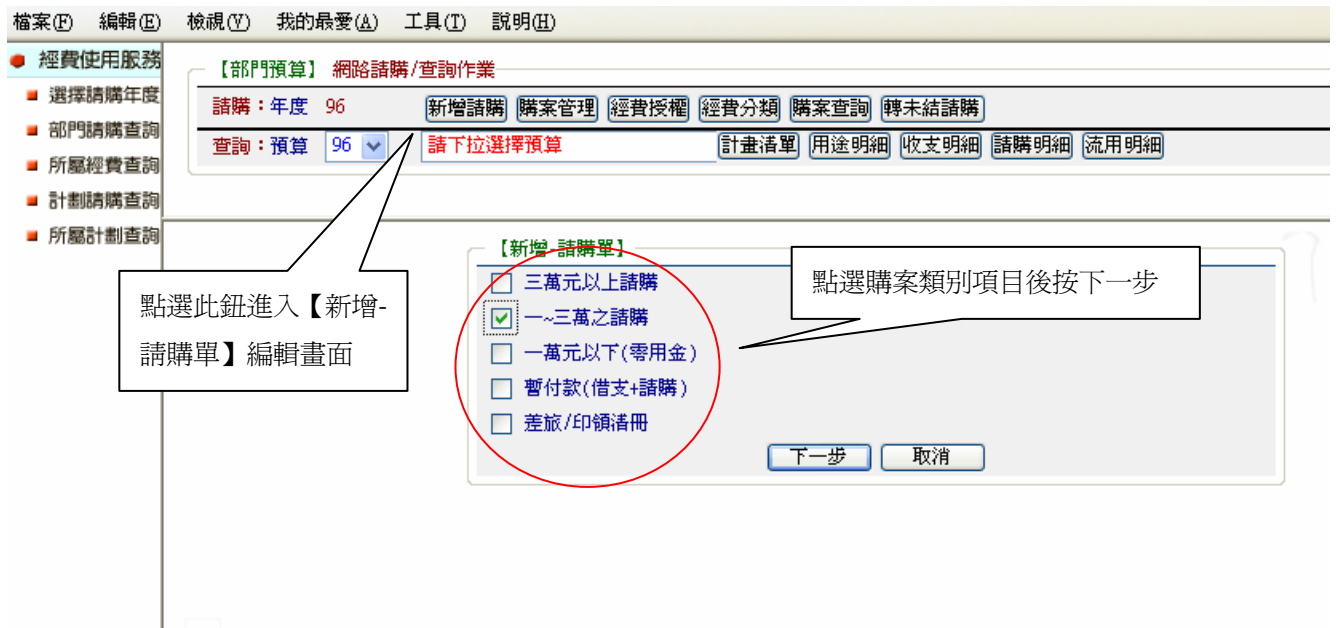 檔案(F) 編輯(E) 檢視(V) 我的最愛(A) 工具(T) 說明(H)
經費使用服務
選擇請購年度
部門請購查詢
所屬經費查詢
計劃請購查詢
所屬計劃查詢
【部門預算】 網路請購/查詢作業
請購：年度 96 新增請購 購案管理 經費授權 經費分類 購案查詢 轉未結請購
查詢：預算 96 請下拉選擇預算 計畫清單 用途明細 收支明細 請購明細 流用明細
點選此鈕進入【新增-
請購單】編輯畫面
【新增-請購單】
三萬元以上請購
一~三萬之請購
一萬元以下(零用金)
暫付款(借支+請購)
差旅/印領清冊
下一步 取消
點選購案類別項目後按下一步